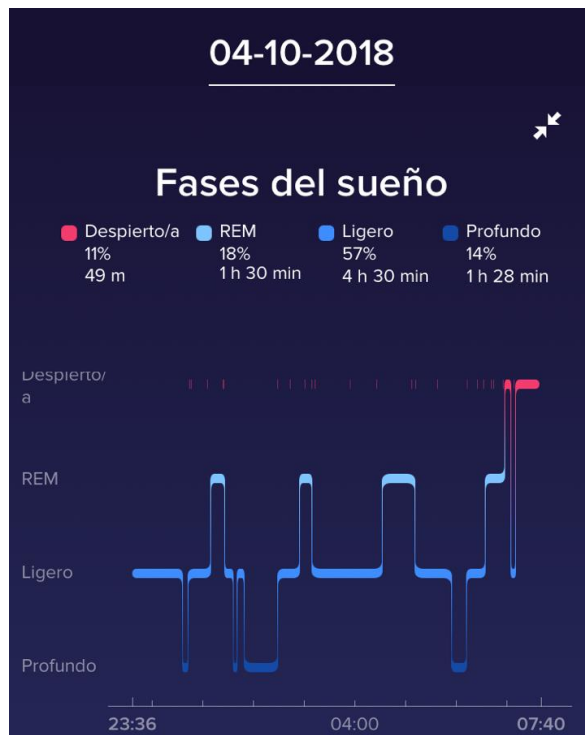 04-10-2018
Fases del sueño
Despierto/a REM Ligero Profundo
11% 18% 57% 14%
49 m 1 h 30 min 4 h 30 min 1 h 28 min
Despierto/
a
REM
Ligero
Profundo
23:36 04:00 07:40